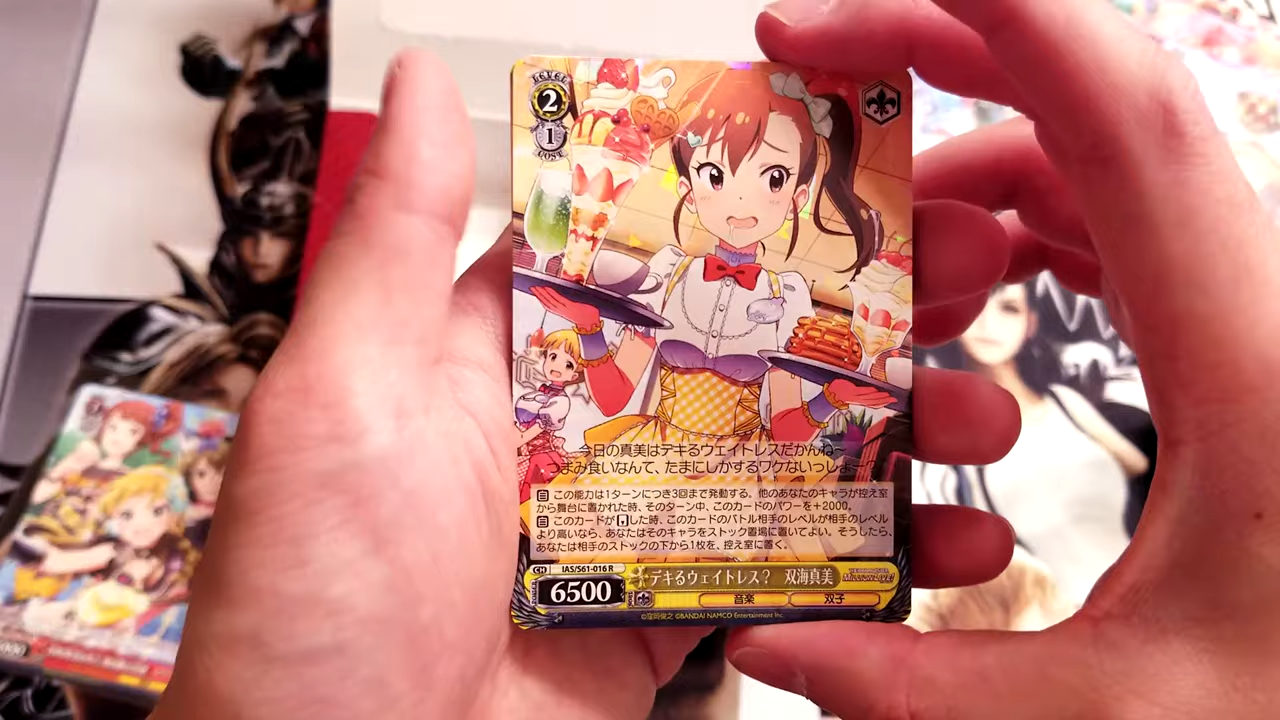 LEVEL
2
1
COST
今日の真美はデキるウェイトレスだかんね～
つまみ食いなんて、たまにしかするワケないっしょー?
この能力は1ターンにつき3回まで発動する。他のあなたのキャラが控え室
から舞台に置かれた時、そのターン中、このカードのパワーを+2000。
このカードが した時、このカードのバトル相手のレベルが相手のレベル
より高いなら、あなたはそのキャラをストック置場に置いてよい。そうしたら、
あなたは相手のストックの下から1枚を、控え室に置く。
CH IAS/S61-016 R
6500
デキるウェイトレス? 双海真美
音楽 双子
©窪岡俊之 ©BANDAI NAMCO Entertainment Inc.